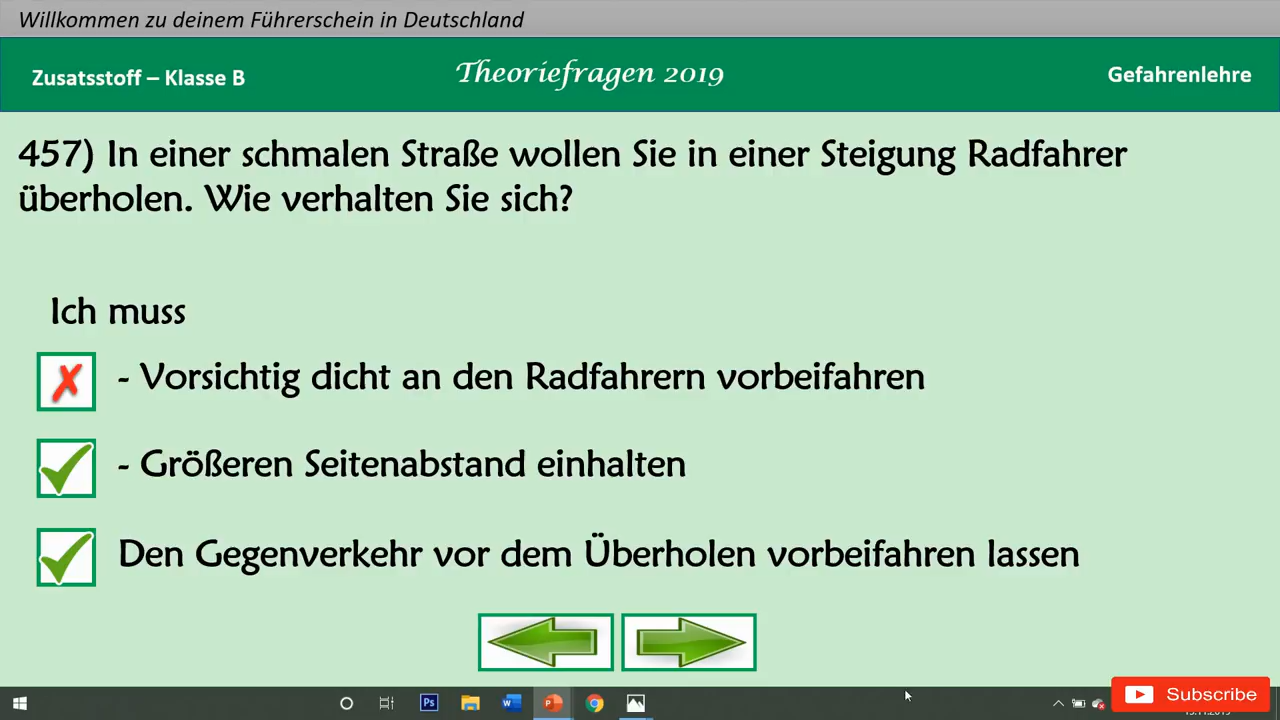 Willkommen zu deinem Führerschein in Deutschland
Zusatsstoff – Klasse B
Theoriefragen 2019
Gefahrenlehre
457) In einer schmalen Straße wollen Sie in einer Steigung Radfahrer
überholen. Wie verhalten Sie sich?
Ich muss
- Vorsichtig dicht an den Radfahrern vorbeifahren
- Größeren Seitenabstand einhalten
Den Gegenverkehr vor dem Überholen vorbeifahren lassen
Subscribe